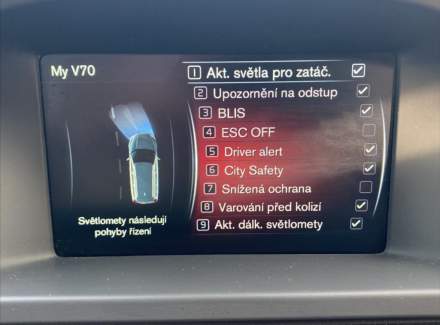 My V70
1 Akt. světla pro zatáč.
2 Upozornění na odstup
3 BLIS
4 ESC OFF
5 Driver alert
6 City Safety
7 Snížená ochrana
8 Varování před kolizí
9 Akt. dálk. světlomety
Světlomety následují
pohyby řízení